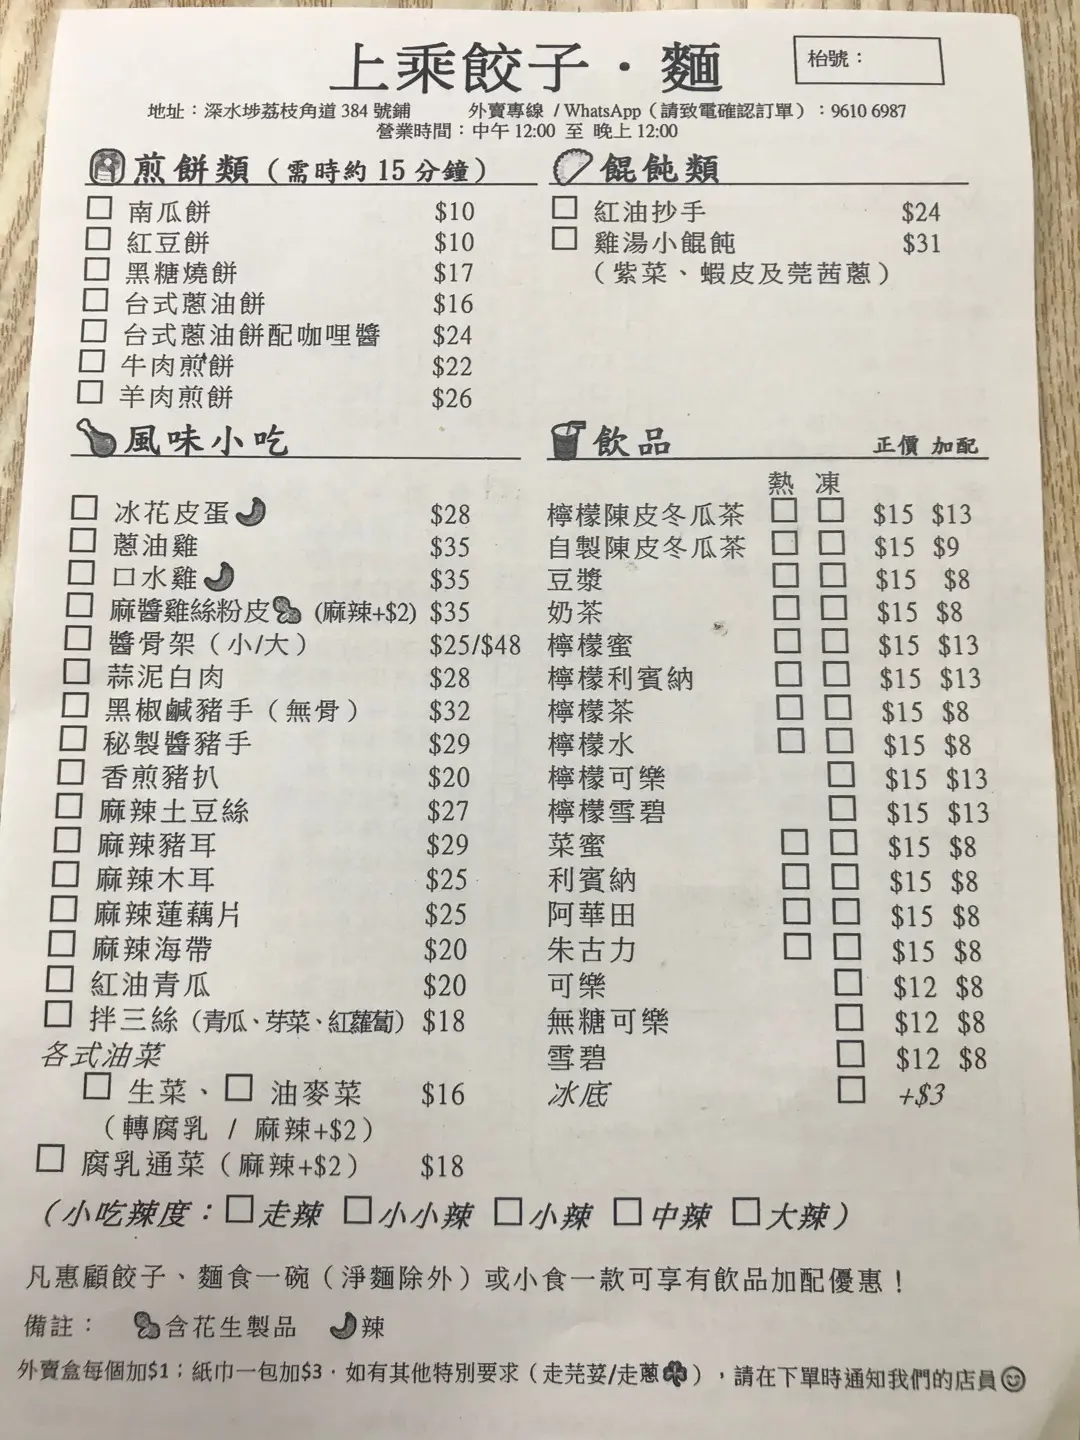 上乘餃子·麵
枱號：
地址：深水埗荔枝角道 384 號鋪 外賣專線 / WhatsApp（請致電確認訂單）：9610 6987
營業時間：中午 12:00 至 晚上 12:00
煎餅類（需時約 15 分鐘）
南瓜餅 $10
紅豆餅 $10
黑糖燒餅 $17
台式蔥油餅 $16
台式蔥油餅配咖哩醬 $24
牛肉煎餅 $22
羊肉煎餅 $26
餛飩類
紅油抄手 $24
雞湯小餛飩 $31
（紫菜、蝦皮及莞茜蔥）
風味小吃
冰花皮蛋 $28
蔥油雞 $35
口水雞 $35
麻醬雞絲粉皮 (麻辣+$2) $35
醬骨架（小/大） $25/$48
蒜泥白肉 $28
黑椒鹹豬手（無骨） $32
秘製醬豬手 $29
香煎豬扒 $20
麻辣土豆絲 $27
麻辣豬耳 $29
麻辣木耳 $25
麻辣蓮藕片 $25
麻辣海帶 $20
紅油青瓜 $20
拌三絲（青瓜、芽菜、紅蘿蔔） $18
各式油菜
生菜、 油麥菜 $16
（轉腐乳 / 麻辣+$2）
腐乳通菜（麻辣+$2） $18
飲品 正價 加配
熱 凍
檸檬陳皮冬瓜茶 $15 $13
自製陳皮冬瓜茶 $15 $9
豆漿 $15 $8
奶茶 $15 $8
檸檬蜜 $15 $13
檸檬利賓納 $15 $13
檸檬茶 $15 $8
檸檬水 $15 $8
檸檬可樂 $15 $13
檸檬雪碧 $15 $13
菜蜜 $15 $8
利賓納 $15 $8
阿華田 $15 $8
朱古力 $15 $8
可樂 $12 $8
無糖可樂 $12 $8
雪碧 $12 $8
冰底 +$3
（小吃辣度：走辣 小小辣 小辣 中辣 大辣）
凡惠顧餃子、麵食一碗（淨麵除外）或小食一款可享有飲品加配優惠！
備註： 含花生製品 辣
外賣盒每個加$1；紙巾一包加$3．如有其他特別要求（走芫荽/走蔥），請在下單時通知我們的店員